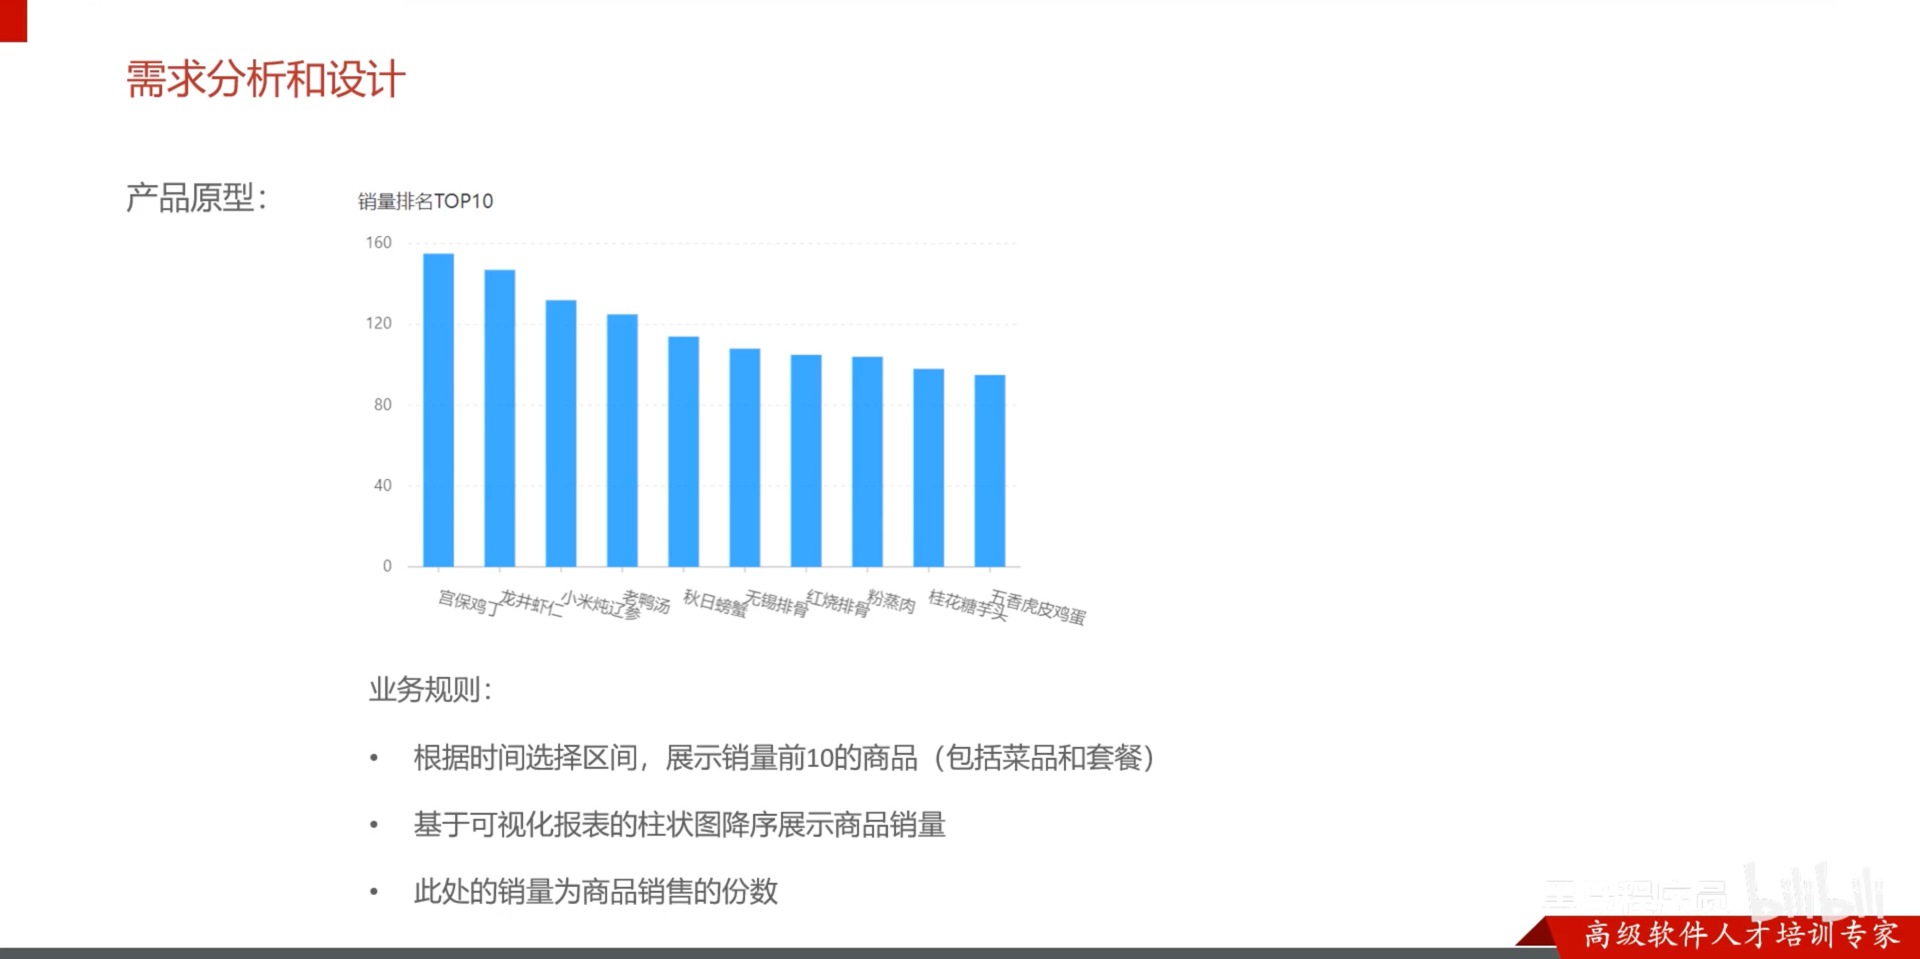 需求分析和设计
产品原型：
销量排名TOP10
160
120
80
40
0
宫保鸡丁
龙井虾仁
小米炖辽参
老鸭汤
秋日螃蟹
无锡排骨
红烧排骨
粉蒸肉
桂花糖芋头
五香虎皮鸡蛋
业务规则：
• 根据时间选择区间，展示销量前10的商品（包括菜品和套餐）
• 基于可视化报表的柱状图降序展示商品销量
• 此处的销量为商品销售的份数
黑马程序员
bilibili
高级软件人才培训专家